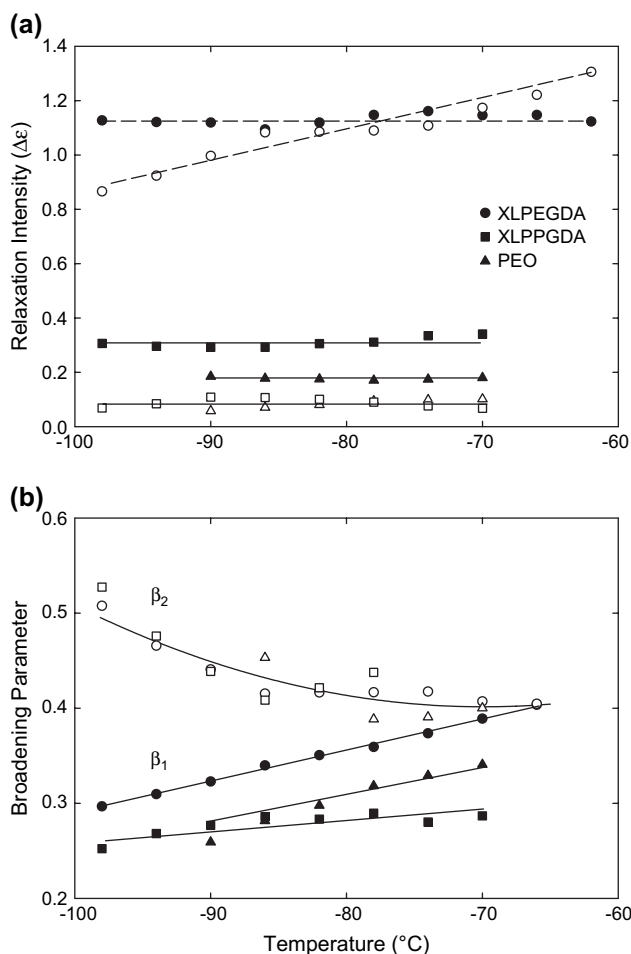 (a)
1.4
1.2
1.0
0.8
0.6
0.4
0.2
0.0
Relaxation Intensity (Δε)
XLPEGDA
XLPPGDA
PEO
-100
-90
-80
-70
-60
(b)
0.6
0.5
0.4
0.3
0.2
Broadening Parameter
β2
β1
-100
-90
-80
-70
-60
Temperature (°C)